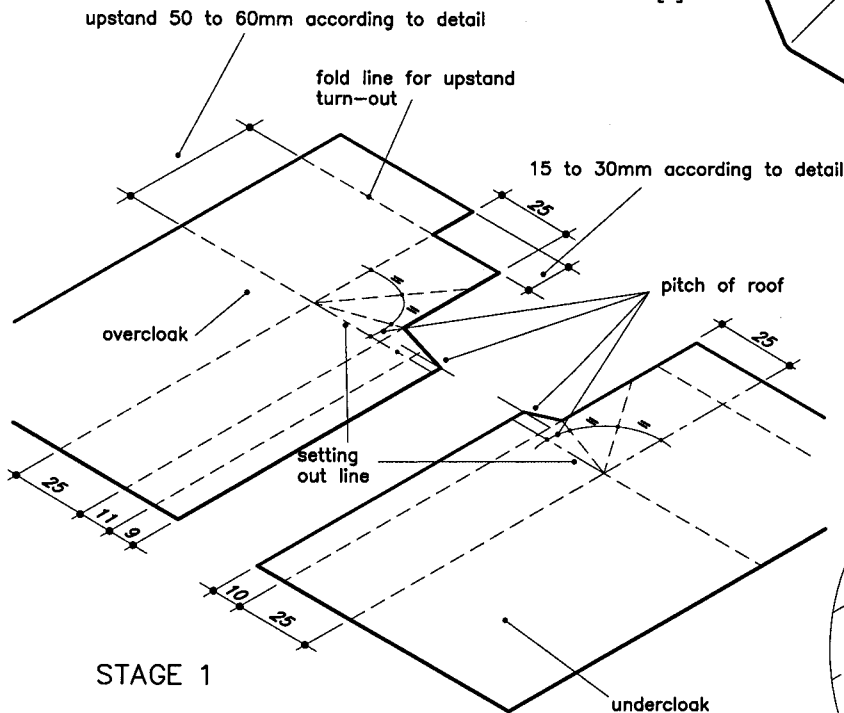 upstand 50 to 60mm according to detail
fold line for upstand
turn-out
15 to 30mm according to detail
25
pitch of roof
overcloak
25
setting
out line
25
11
9
10
25
STAGE 1
undercloak